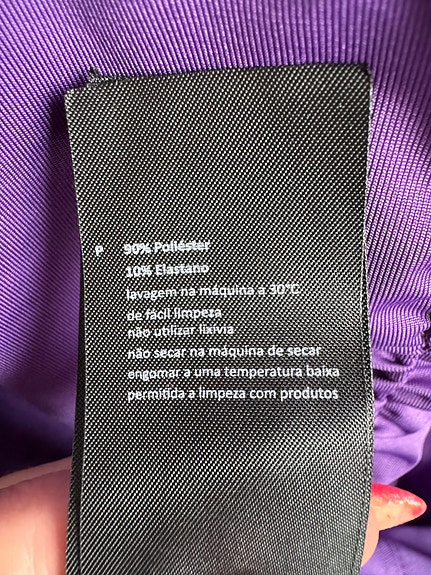 P 90% Poliéster
10% Elastano
lavagem na máquina a 30°C.
de fácil limpeza
não utilizar lixívia
não secar na máquina de secar
engomar a uma temperatura baixa
permitida a limpeza com produtos